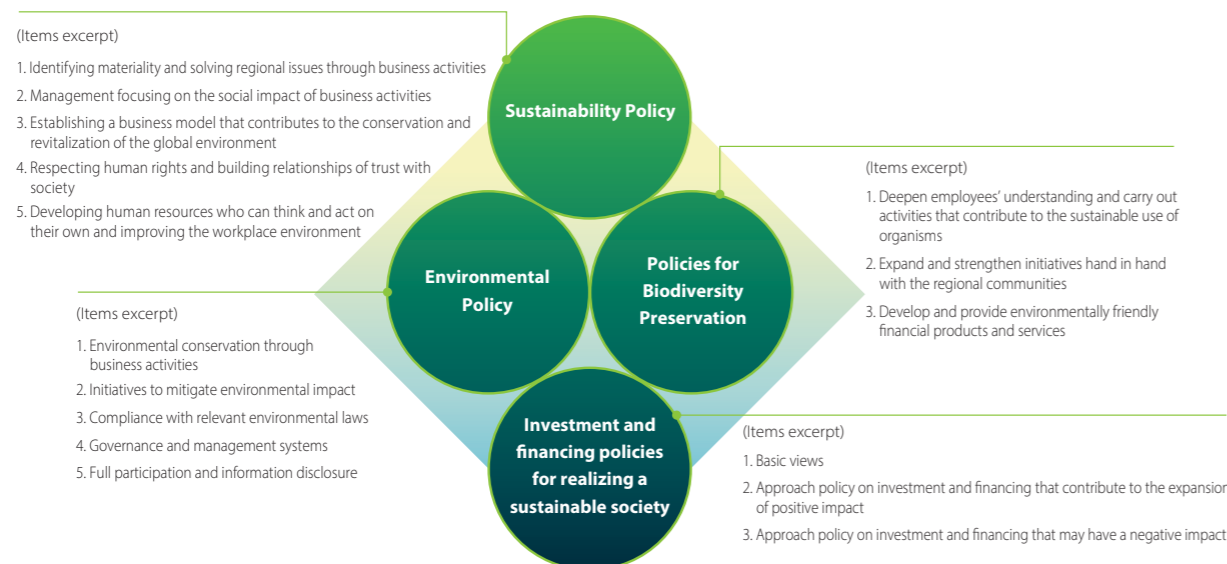 (Items excerpt)
1. Identifying materiality and solving regional issues through business activities
2. Management focusing on the social impact of business activities
3. Establishing a business model that contributes to the conservation and
revitalization of the global environment
4. Respecting human rights and building relationships of trust with
society
5. Developing human resources who can think and act on
their own and improving the workplace environment
Sustainability Policy
(Items excerpt)
1. Deepen employees’ understanding and carry out
activities that contribute to the sustainable use of
organisms
2. Expand and strengthen initiatives hand in hand
with the regional communities
3. Develop and provide environmentally friendly
financial products and services
Environmental
Policy
Policies for
Biodiversity
Preservation
(Items excerpt)
1. Environmental conservation through
business activities
2. Initiatives to mitigate environmental impact
3. Compliance with relevant environmental laws
4. Governance and management systems
5. Full participation and information disclosure
Investment and
financing policies
for realizing a
sustainable society
(Items excerpt)
1. Basic views
2. Approach policy on investment and financing that contribute to the expansion
of positive impact
3. Approach policy on investment and financing that may have a negative impact